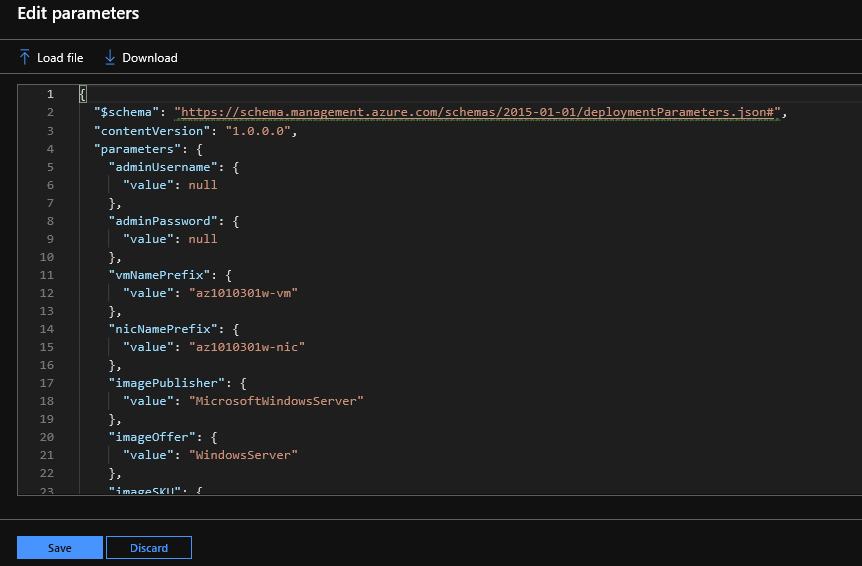 Edit parameters
Load file Download
1 {
2 "$schema": "https://schema.management.azure.com/schemas/2015-01-01/deploymentParameters.json#",
3 "contentVersion": "1.0.0.0",
4 "parameters": {
5 "adminUsername": {
6 "value": null
7 },
8 "adminPassword": {
9 "value": null
10 },
11 "vmNamePrefix": {
12 "value": "az1010301w-vm"
13 },
14 "nicNamePrefix": {
15 "value": "az1010301w-nic"
16 },
17 "imagePublisher": {
18 "value": "MicrosoftWindowsServer"
19 },
20 "imageOffer": {
21 "value": "WindowsServer"
22 },
23 "imageSKU": {
Save Discard